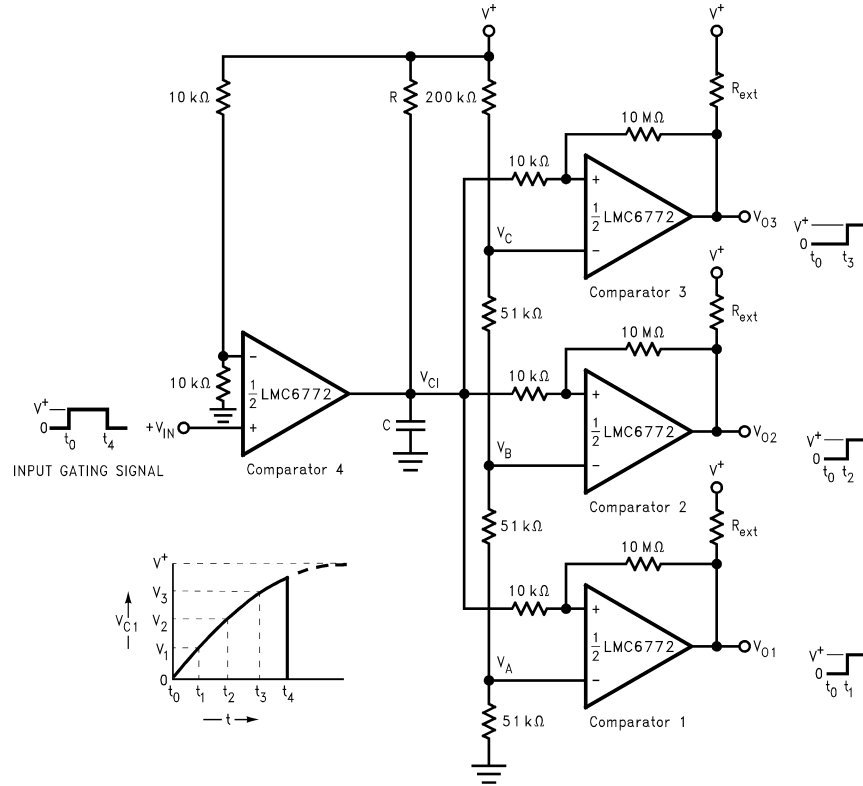 V+
V+
10 kΩ
R
200 kΩ
Rext
10 MΩ
10 kΩ
+
1/2 LMC6772
−
VO3
V+
0
t0 t3
VC
Comparator 3
V+
51 kΩ
Rext
10 MΩ
−
10 kΩ
1/2 LMC6772
+
VC1
10 kΩ
+
1/2 LMC6772
−
VO2
V+
0
t0 t2
V+
0
t0 t4
+VIN
C
INPUT GATING SIGNAL
Comparator 4
VB
Comparator 2
V+
51 kΩ
Rext
10 MΩ
V+
V3
V2
V1
0
VC1
t0 t1 t2 t3 t4
t
10 kΩ
+
1/2 LMC6772
−
VO1
V+
0
t0 t1
VA
51 kΩ
Comparator 1